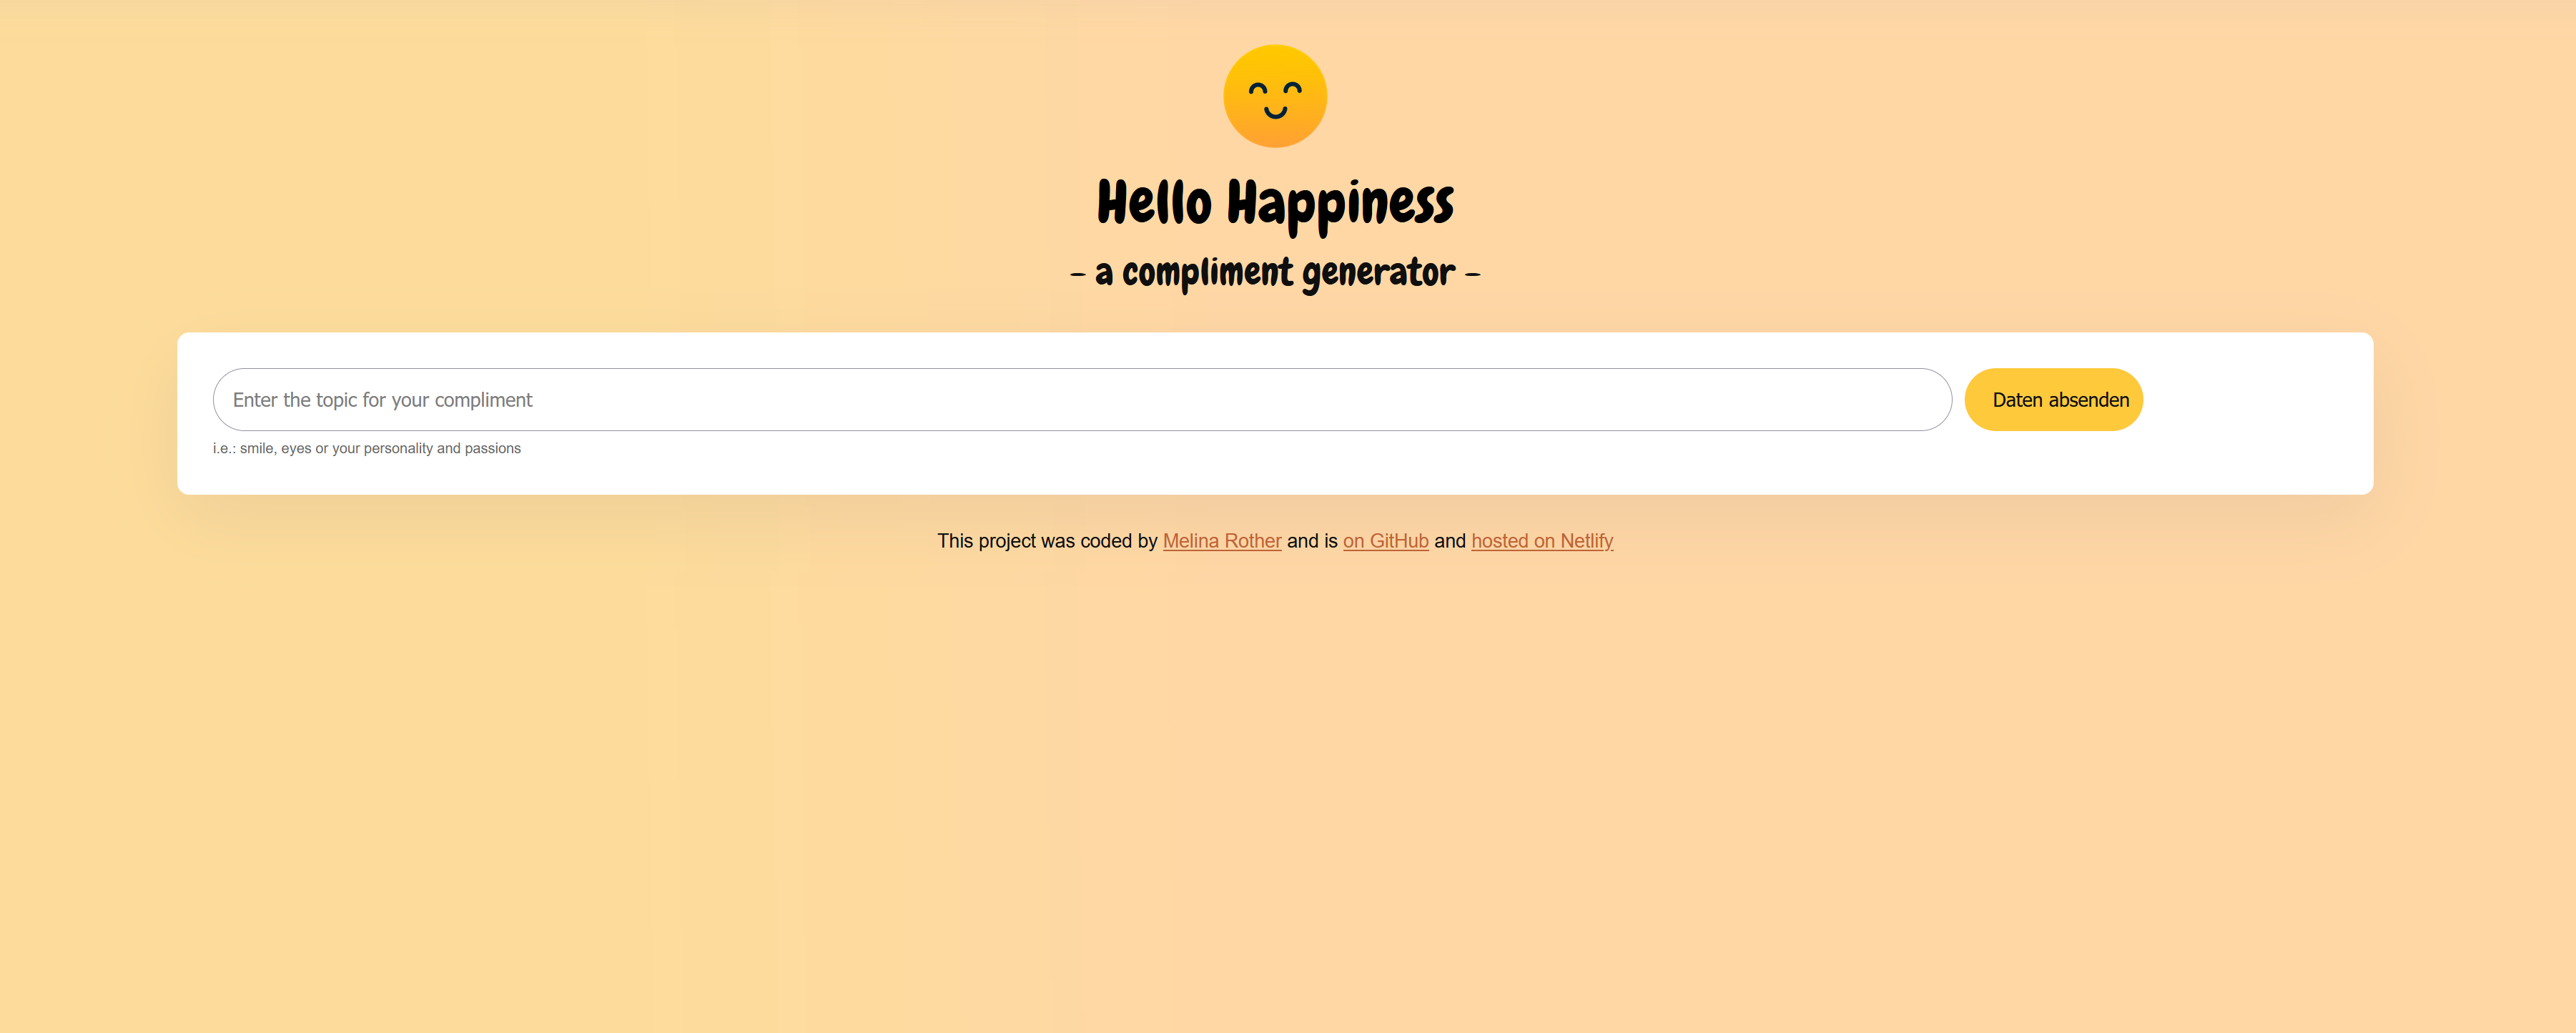 Hello Happiness
- a compliment generator -
Enter the topic for your compliment
Daten absenden
i.e.: smile, eyes or your personality and passions
This project was coded by Melina Rother and is on GitHub and hosted on Netlify